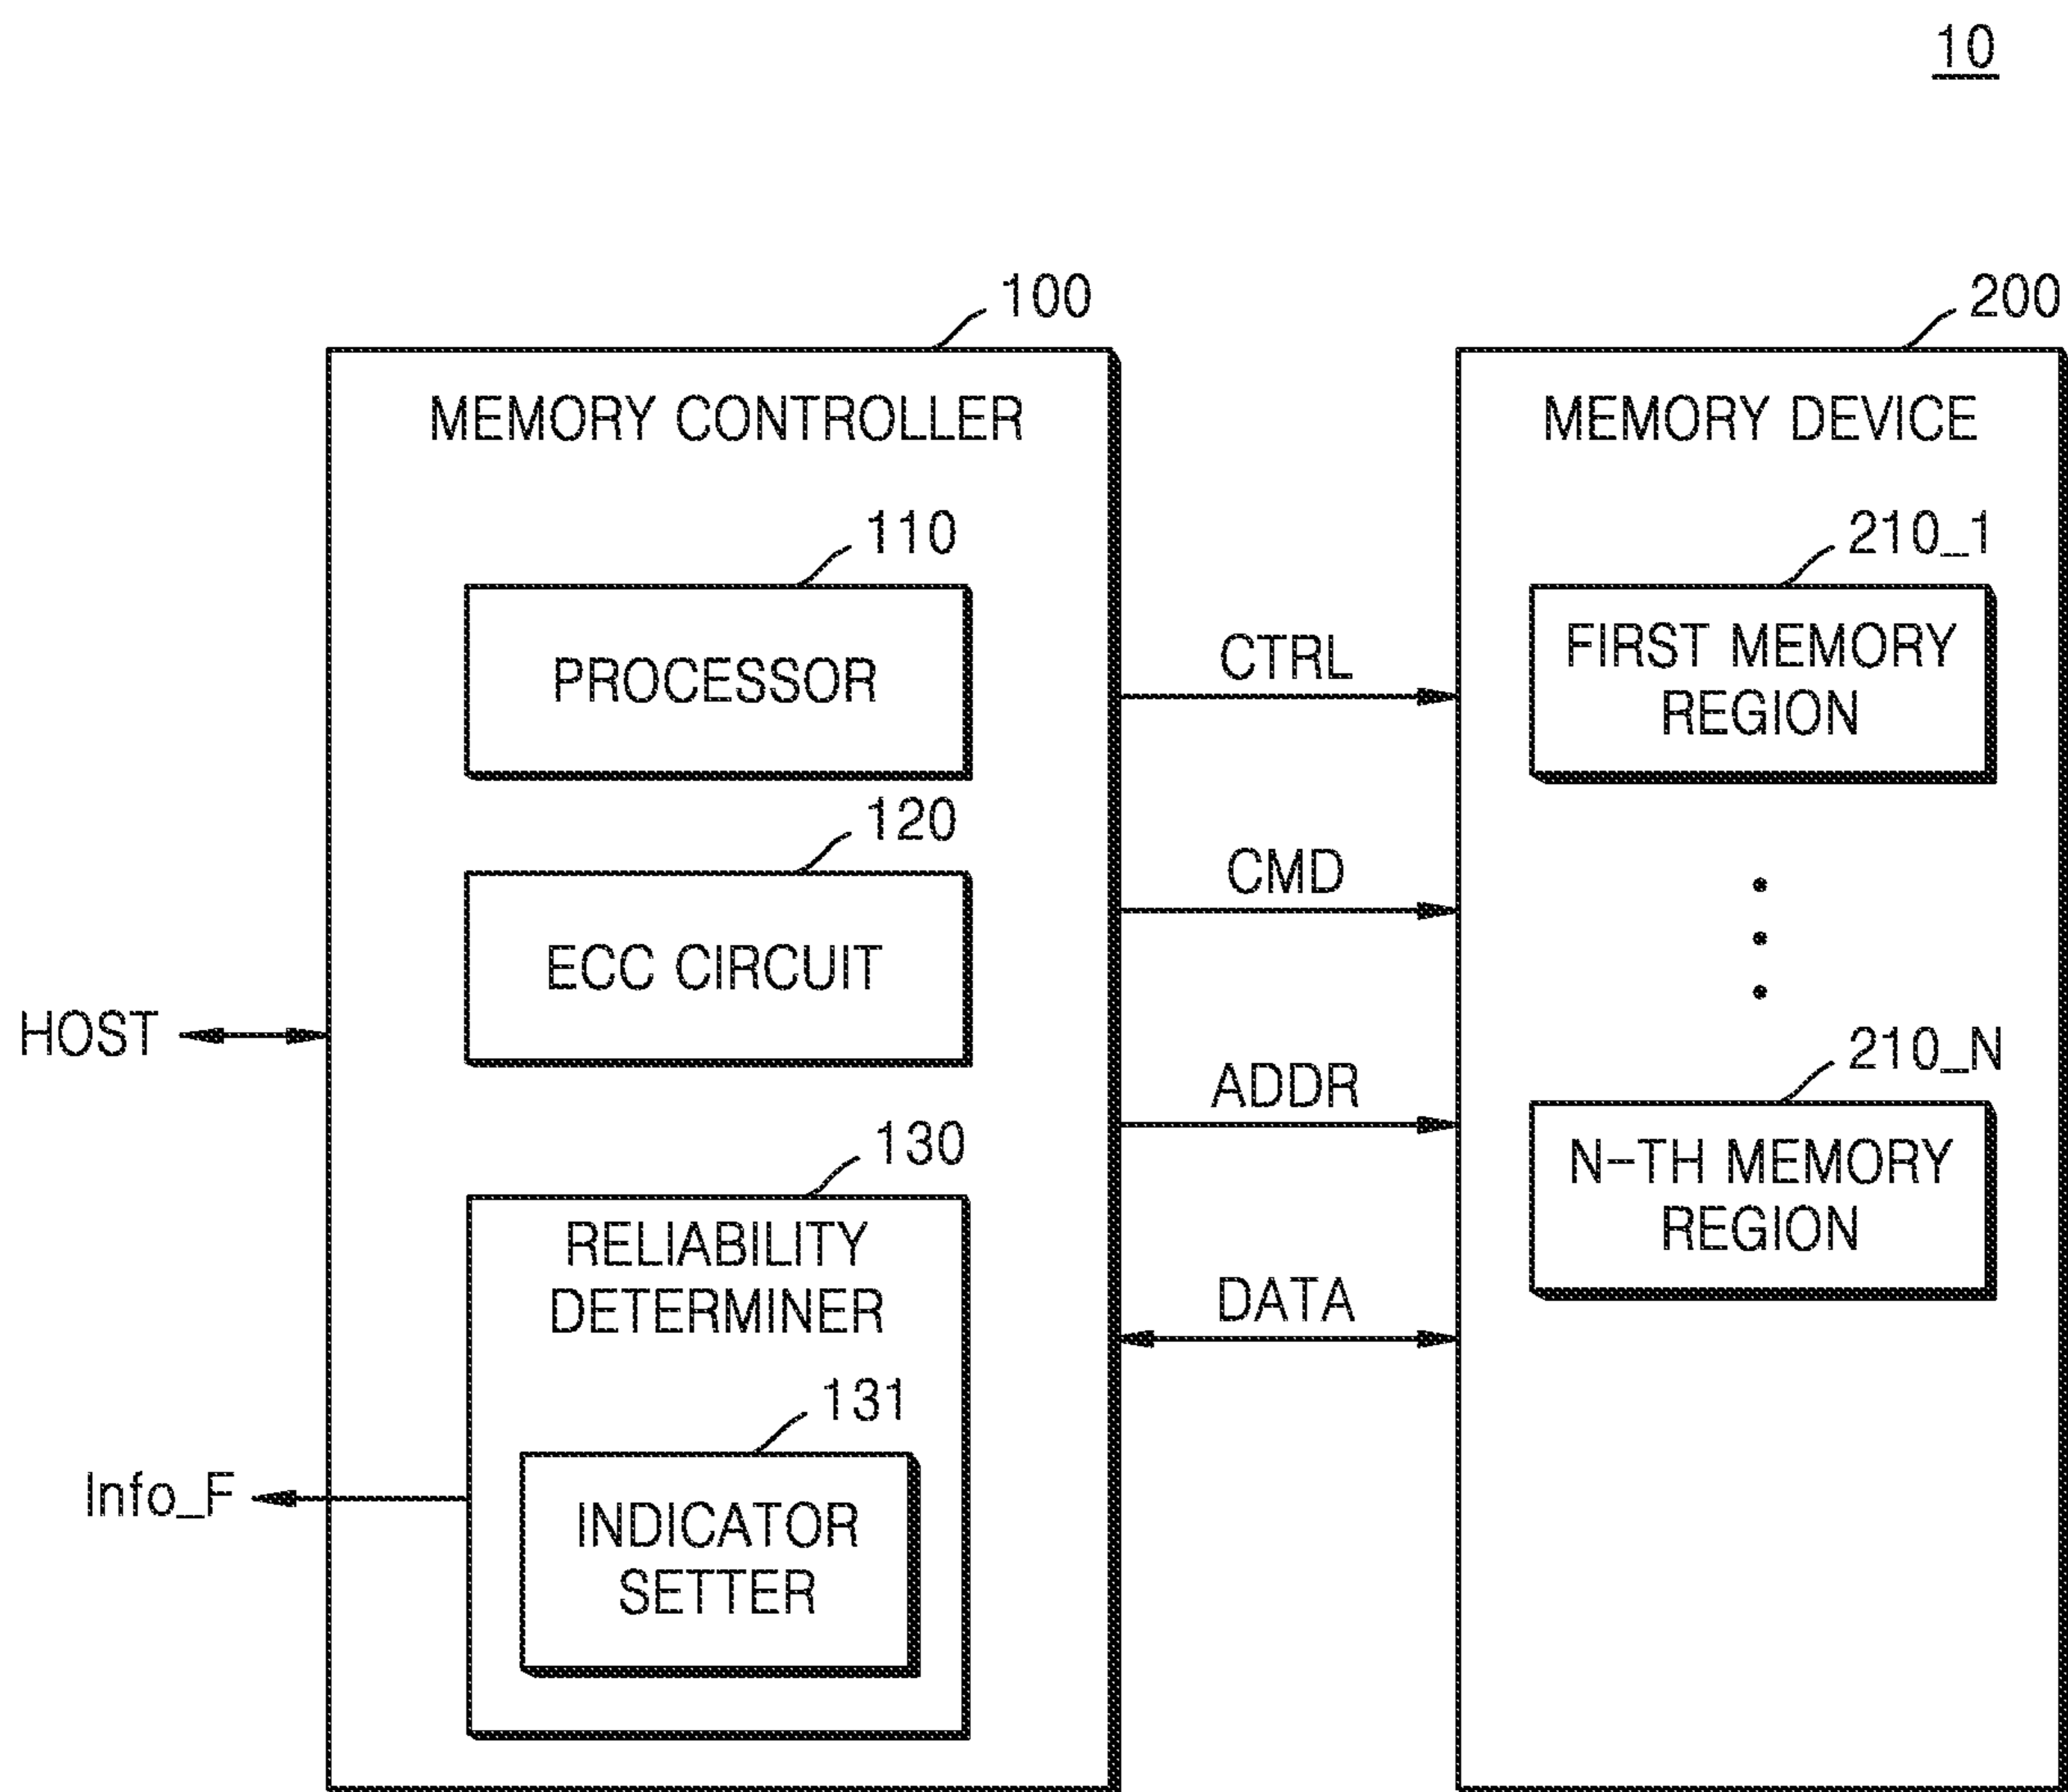 10
100
200
MEMORY CONTROLLER
MEMORY DEVICE
110
210_1
PROCESSOR
CTRL
FIRST MEMORY
REGION
120
CMD
ECC CIRCUIT
HOST
ADDR
210_N
130
N-TH MEMORY
REGION
RELIABILITY
DETERMINER
DATA
131
Info_F
INDICATOR
SETTER